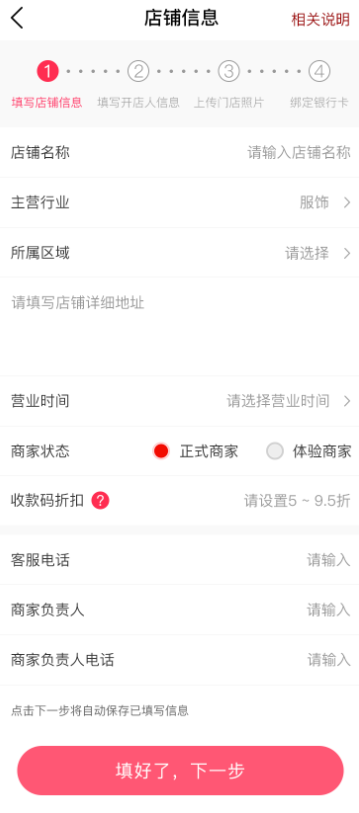 店铺信息 相关说明
1 2 3 4
填写店铺信息 填写开店人信息 上传门店照片 绑定银行卡
店铺名称 请输入店铺名称
主营行业 服饰
所属区域 请选择
请填写店铺详细地址
营业时间 请选择营业时间
商家状态 正式商家 体验商家
收款码折扣 ? 请设置5 ~ 9.5折
客服电话 请输入
商家负责人 请输入
商家负责人电话 请输入
点击下一步将自动保存已填写信息
填好了，下一步